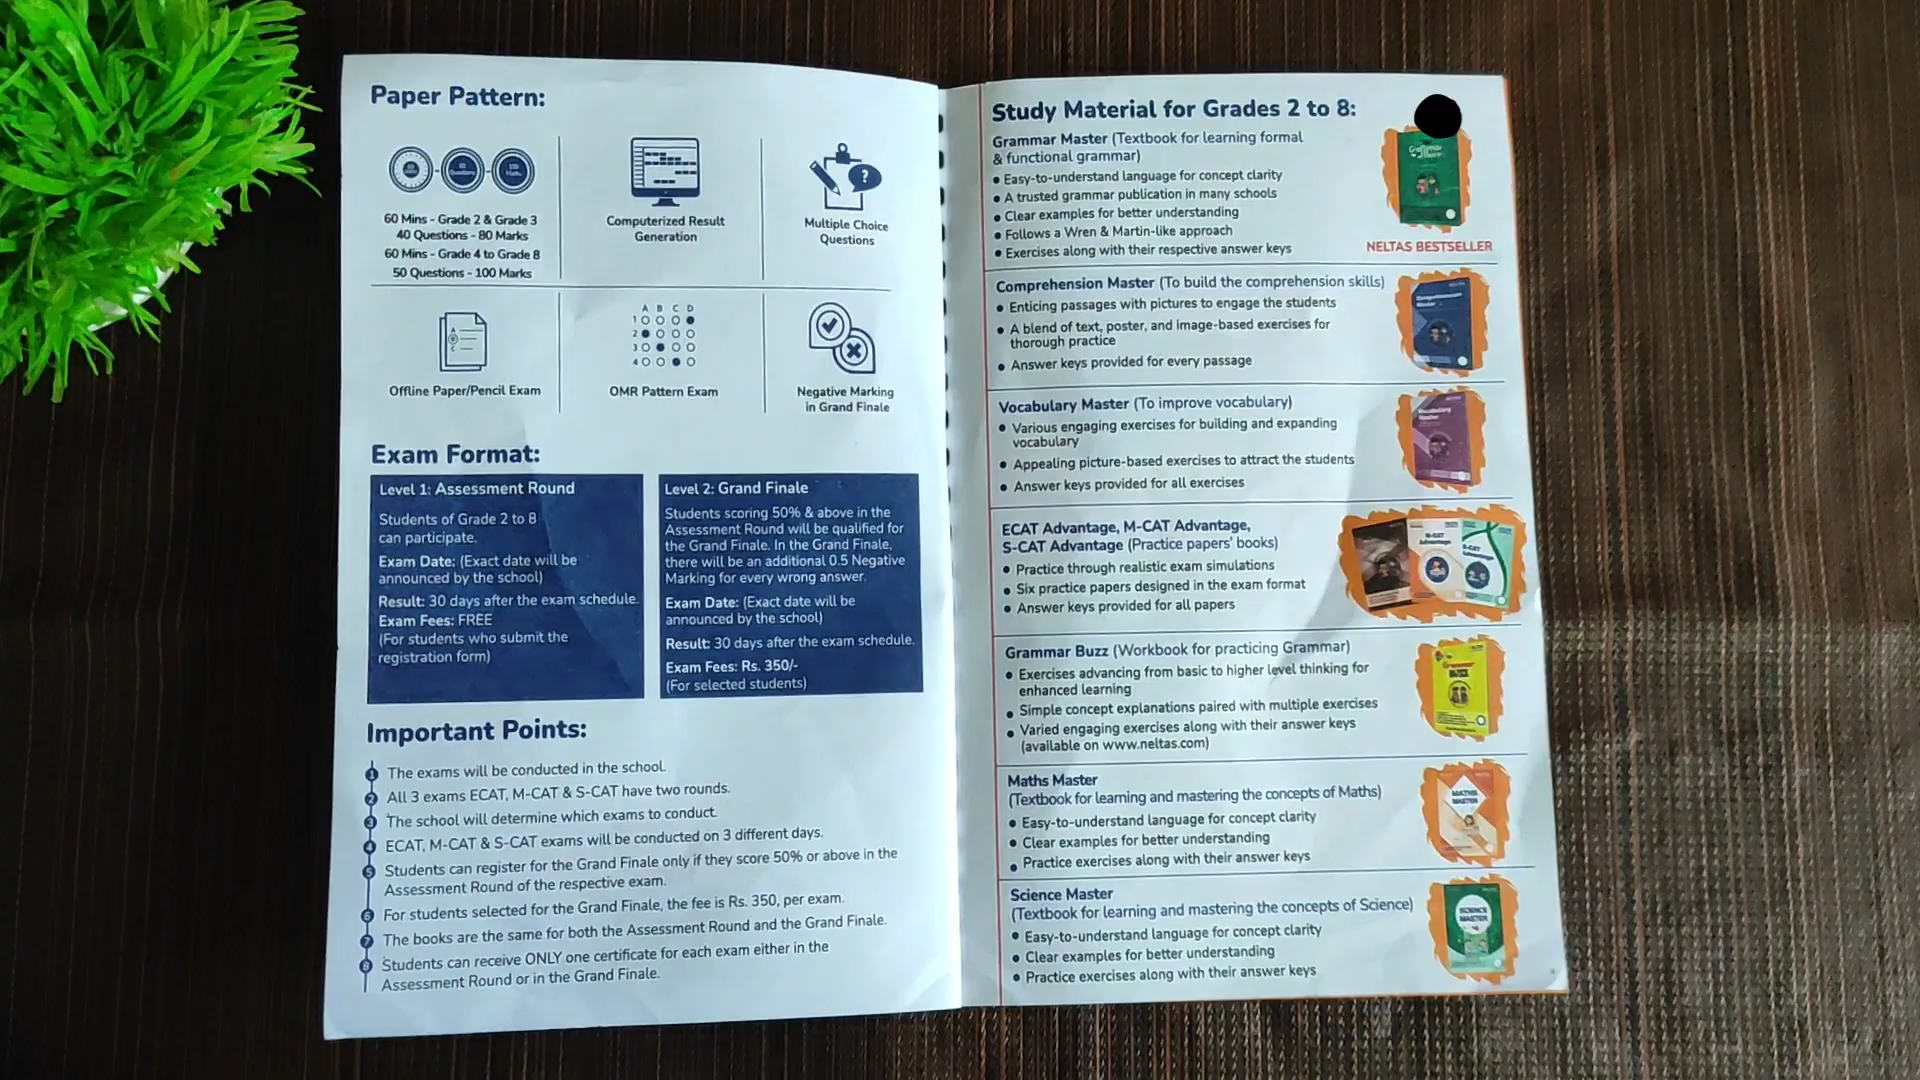 Paper Pattern:
60 Mins - Grade 2 & Grade 3
40 Questions - 80 Marks
60 Mins - Grade 4 to Grade 8
50 Questions - 100 Marks
Computerized Result
Generation
Multiple Choice
Questions
Offline Paper/Pencil Exam
A B C D
1
2
3
4
OMR Pattern Exam
Negative Marking
in Grand Finale
Exam Format:
Level 1: Assessment Round
Students of Grade 2 to 8
can participate.
Exam Date: (Exact date will be
announced by the school)
Result: 30 days after the exam schedule.
Exam Fees: FREE
(For students who submit the
registration form)
Level 2: Grand Finale
Students scoring 50% & above in the
Assessment Round will be qualified for
the Grand Finale. In the Grand Finale,
there will be an additional 0.5 Negative
Marking for every wrong answer.
Exam Date: (Exact date will be
announced by the school)
Result: 30 days after the exam schedule.
Exam Fees: Rs. 350/-
(For selected students)
Important Points:
1 The exams will be conducted in the school.
2 All 3 exams ECAT, M-CAT & S-CAT have two rounds.
3 The school will determine which exams to conduct.
4 ECAT, M-CAT & S-CAT exams will be conducted on 3 different days.
5 Students can register for the Grand Finale only if they score 50% or above in the
Assessment Round of the respective exam.
6 For students selected for the Grand Finale, the fee is Rs. 350, per exam.
7 The books are the same for both the Assessment Round and the Grand Finale.
8 Students can receive ONLY one certificate for each exam either in the
Assessment Round or in the Grand Finale.
Study Material for Grades 2 to 8:
Grammar Master (Textbook for learning formal
& functional grammar)
• Easy-to-understand language for concept clarity
• A trusted grammar publication in many schools
• Clear examples for better understanding
• Follows a Wren & Martin-like approach
• Exercises along with their respective answer keys
NELTAS BESTSELLER
Comprehension Master (To build the comprehension skills)
• Enticing passages with pictures to engage the students
• A blend of text, poster, and image-based exercises for
thorough practice
• Answer keys provided for every passage
Vocabulary Master (To improve vocabulary)
• Various engaging exercises for building and expanding
vocabulary
• Appealing picture-based exercises to attract the students
• Answer keys provided for all exercises
ECAT Advantage, M-CAT Advantage,
S-CAT Advantage (Practice papers' books)
• Practice through realistic exam simulations
• Six practice papers designed in the exam format
• Answer keys provided for all papers
M-CAT
Advantage
S-CAT
Advantage
Grammar Buzz (Workbook for practicing Grammar)
• Exercises advancing from basic to higher level thinking for
enhanced learning
• Simple concept explanations paired with multiple exercises
• Varied engaging exercises along with their answer keys
(available on www.neltas.com)
Maths Master
(Textbook for learning and mastering the concepts of Maths)
• Easy-to-understand language for concept clarity
• Clear examples for better understanding
• Practice exercises along with their answer keys
MATHS
MASTER
Science Master
(Textbook for learning and mastering the concepts of Science)
• Easy-to-understand language for concept clarity
• Clear examples for better understanding
• Practice exercises along with their answer keys
SCIENCE
MASTER